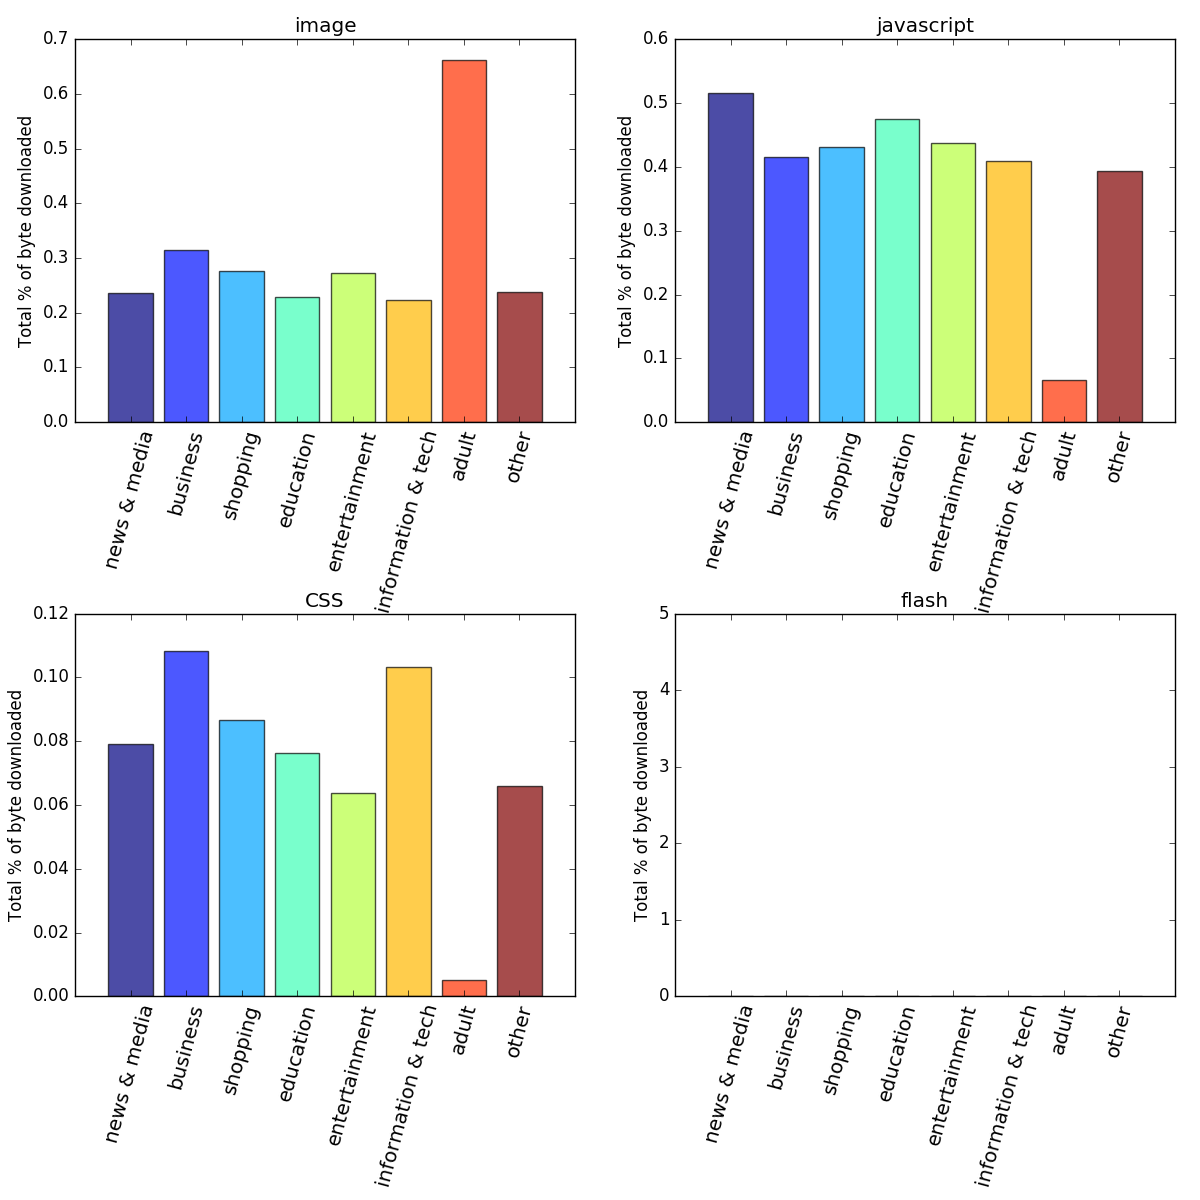 image
0.7
0.6
0.5
0.4
0.3
0.2
0.1
0.0
Total % of byte downloaded
news & media
business
shopping
education
entertainment
information & tech
adult
other
javascript
0.6
0.5
0.4
0.3
0.2
0.1
0.0
Total % of byte downloaded
news & media
business
shopping
education
entertainment
information & tech
adult
other
CSS
0.12
0.10
0.08
0.06
0.04
0.02
0.00
Total % of byte downloaded
news & media
business
shopping
education
entertainment
information & tech
adult
other
flash
5
4
3
2
1
0
Total % of byte downloaded
news & media
business
shopping
education
entertainment
information & tech
adult
other